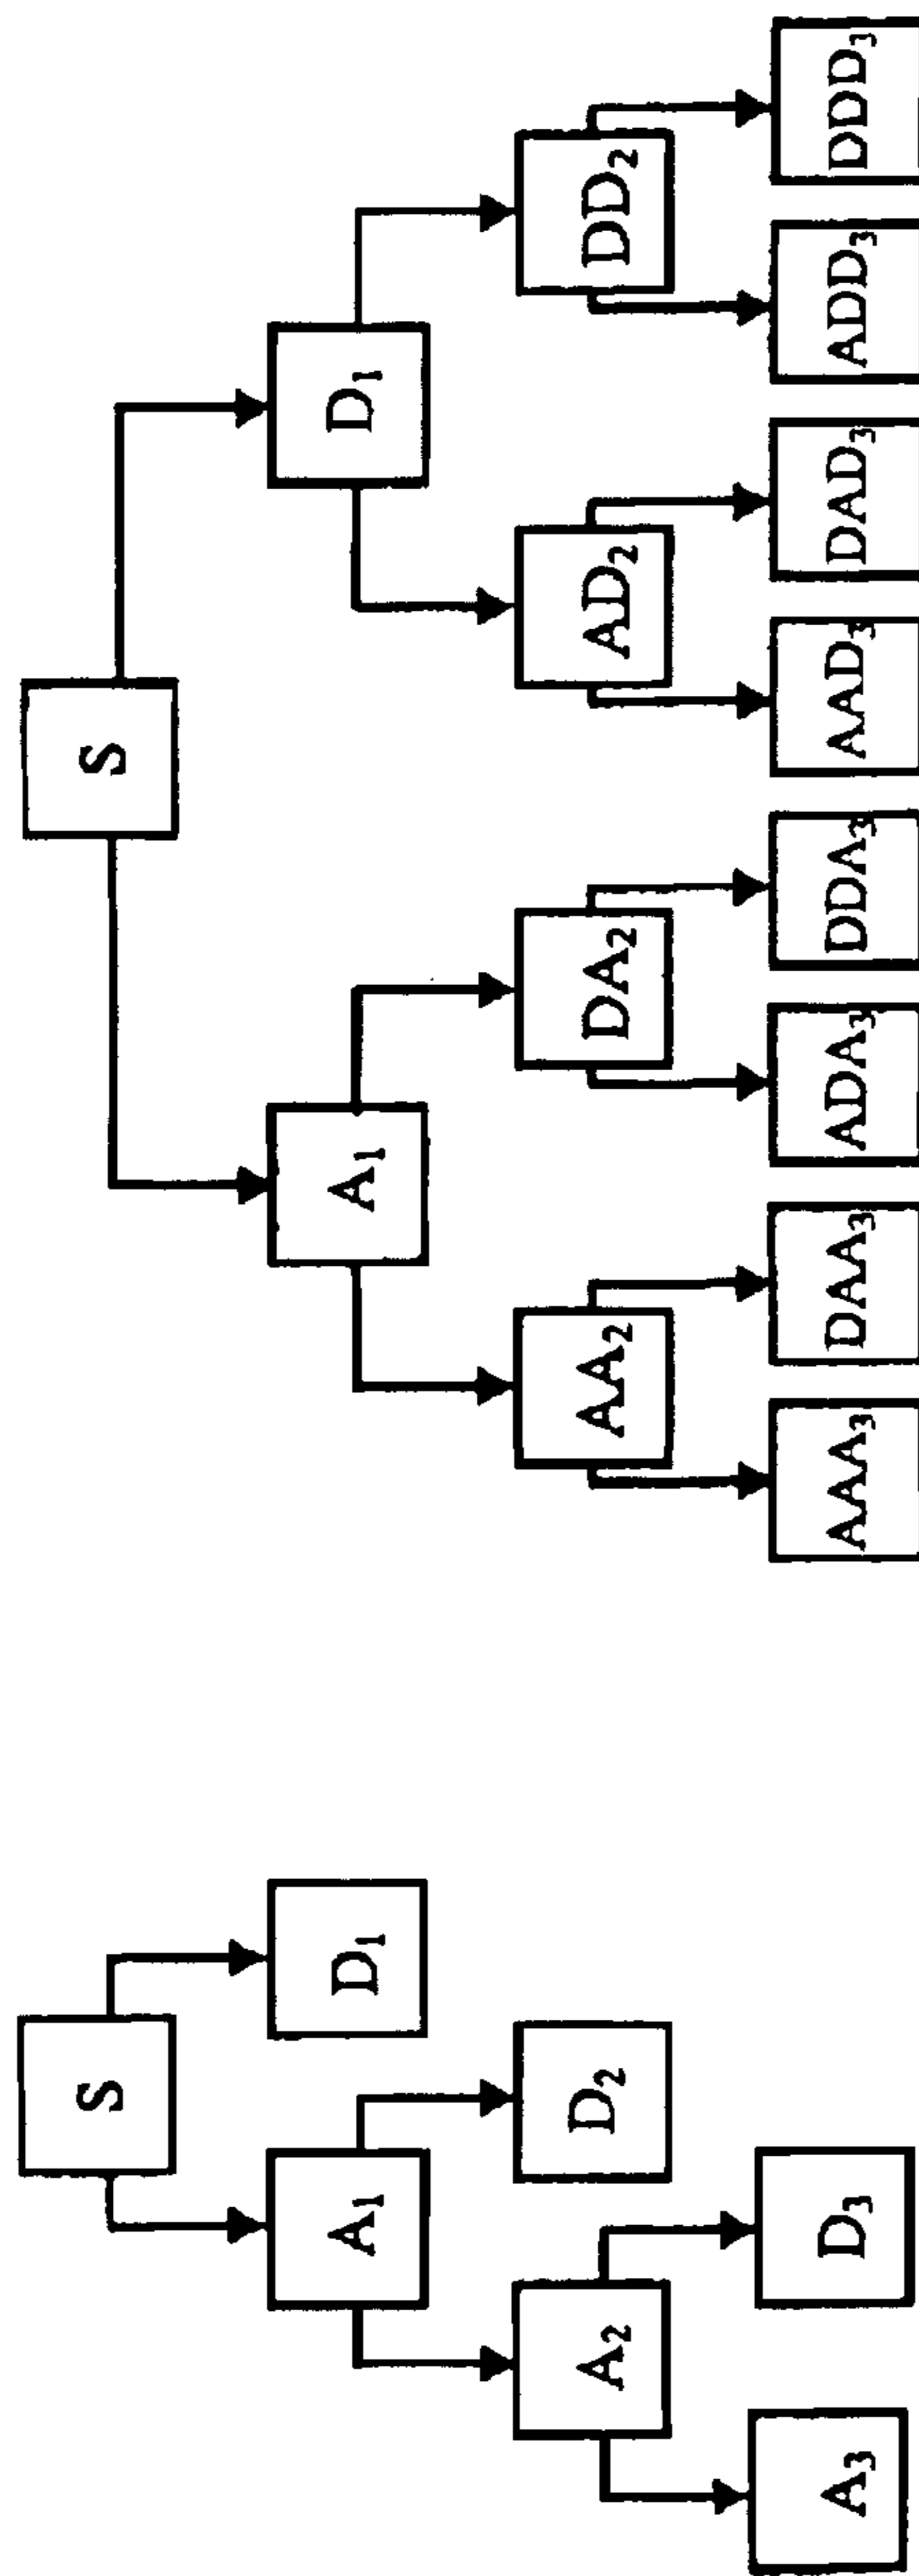 S
A₁ D₁
A₂ D₂
A₃ D₃
S
A₁ D₁
AA₂ DA₂ AD₂ DD₂
AAA₃ DAA₃ ADA₃ DDA₃ AAD₃ DAD₃ ADD₃ DDD₃